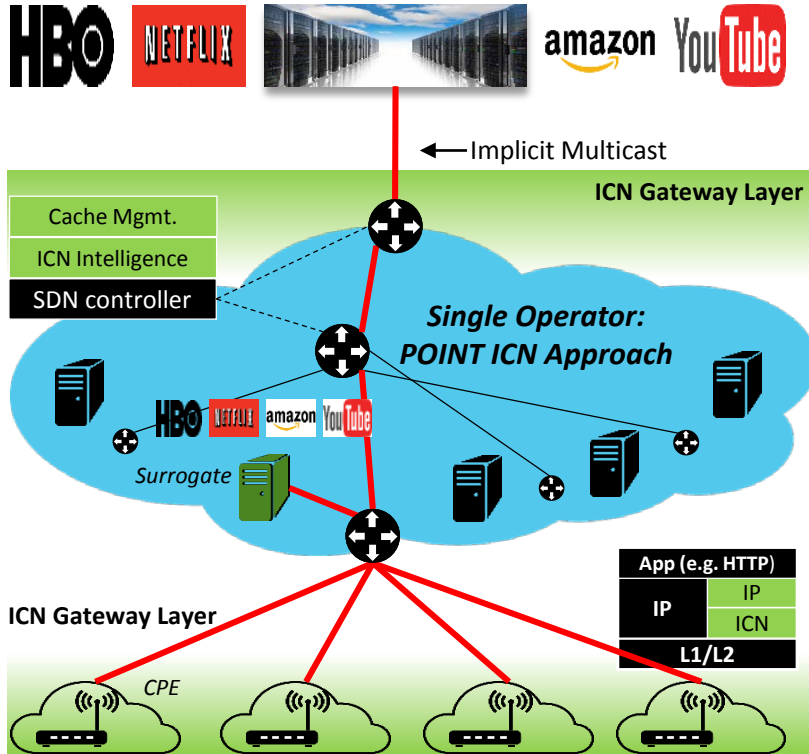 HBO NETFLIX amazon YouTube
Implicit Multicast
ICN Gateway Layer
Cache Mgmt.
ICN Intelligence
SDN controller
Single Operator:
POINT ICN Approach
HBO NETFLIX amazon YouTube
Surrogate
App (e.g. HTTP)
IP
IP
ICN
L1/L2
ICN Gateway Layer
CPE